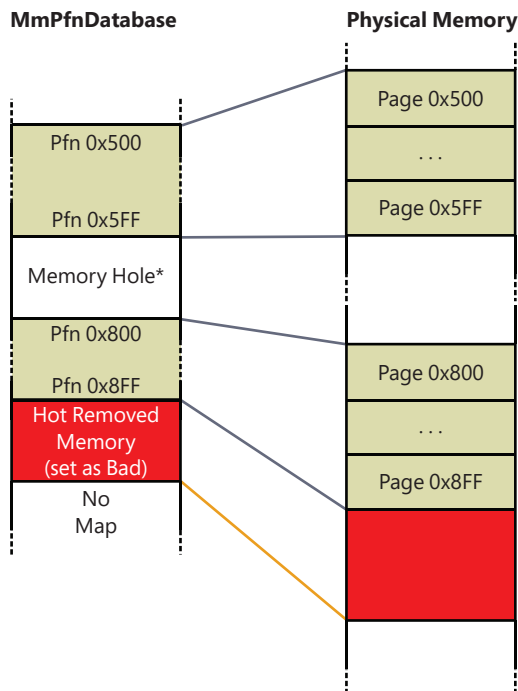 MmPfnDatabase
Pfn 0x500
Pfn 0x5FF
Memory Hole*
Pfn 0x800
Pfn 0x8FF
Hot Removed
Memory
(set as Bad)
No
Map
Physical Memory
Page 0x500
. . .
Page 0x5FF
Page 0x800
. . .
Page 0x8FF